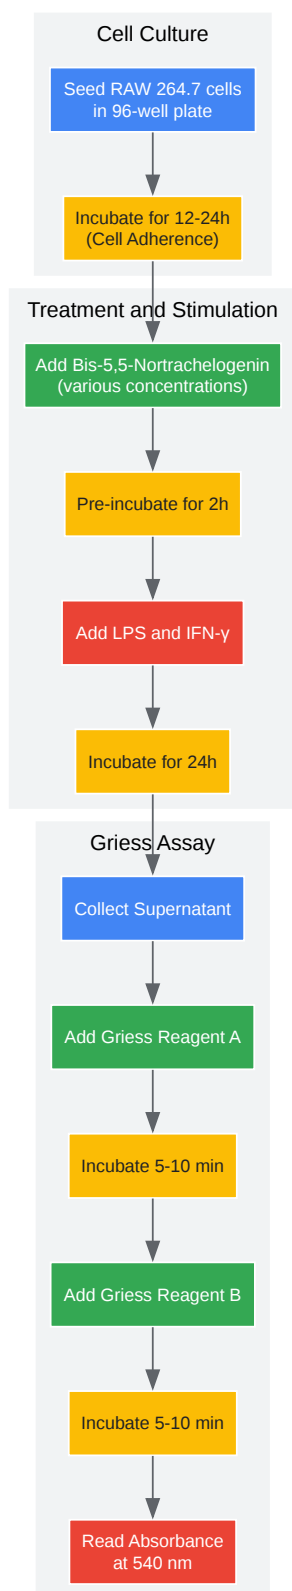 Cell Culture
Seed RAW 264.7 cells
in 96-well plate
Incubate for 12-24h
(Cell Adherence)
Treatment and Stimulation
Add Bis-5,5-Nortrachelogenin
(various concentrations)
Pre-incubate for 2h
Add LPS and IFN-γ
Incubate for 24h
Griess Assay
Collect Supernatant
Add Griess Reagent A
Incubate 5-10 min
Add Griess Reagent B
Incubate 5-10 min
Read Absorbance
at 540 nm